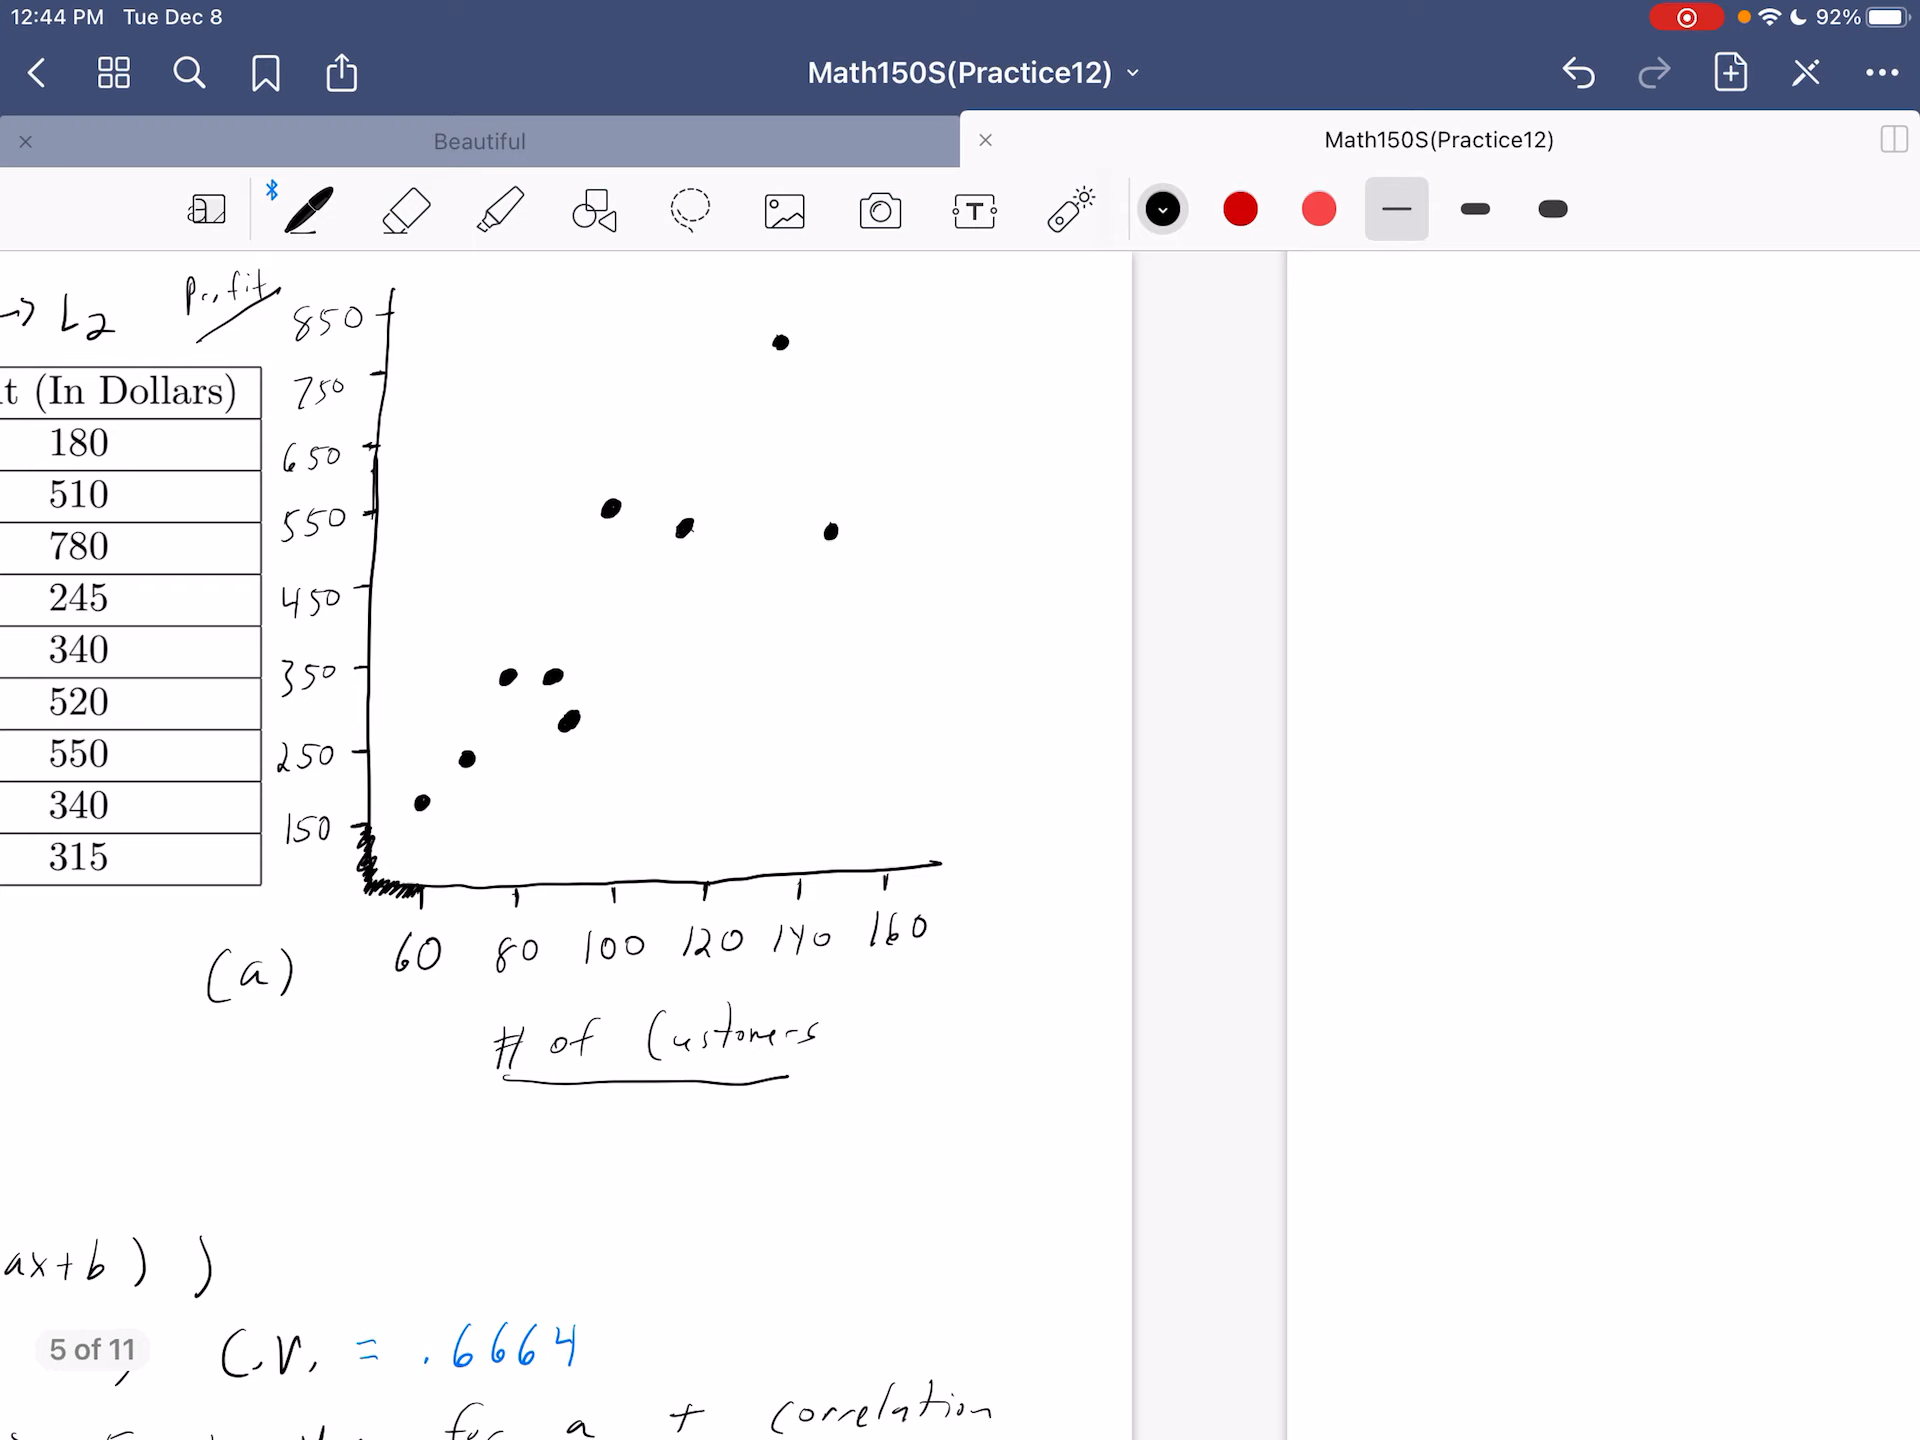 12:44 PM Tue Dec 8
92%
Math150S(Practice12)
Beautiful
Math150S(Practice12)
T
→ L2
Profit
t (In Dollars)
180
510
780
245
340
520
550
340
315
850
750
650
550
450
350
250
150
60 80 100 120 140 160
(a)
# of Customers
ax+b ) )
5 of 11
C.V. = .6664
for a + correlation